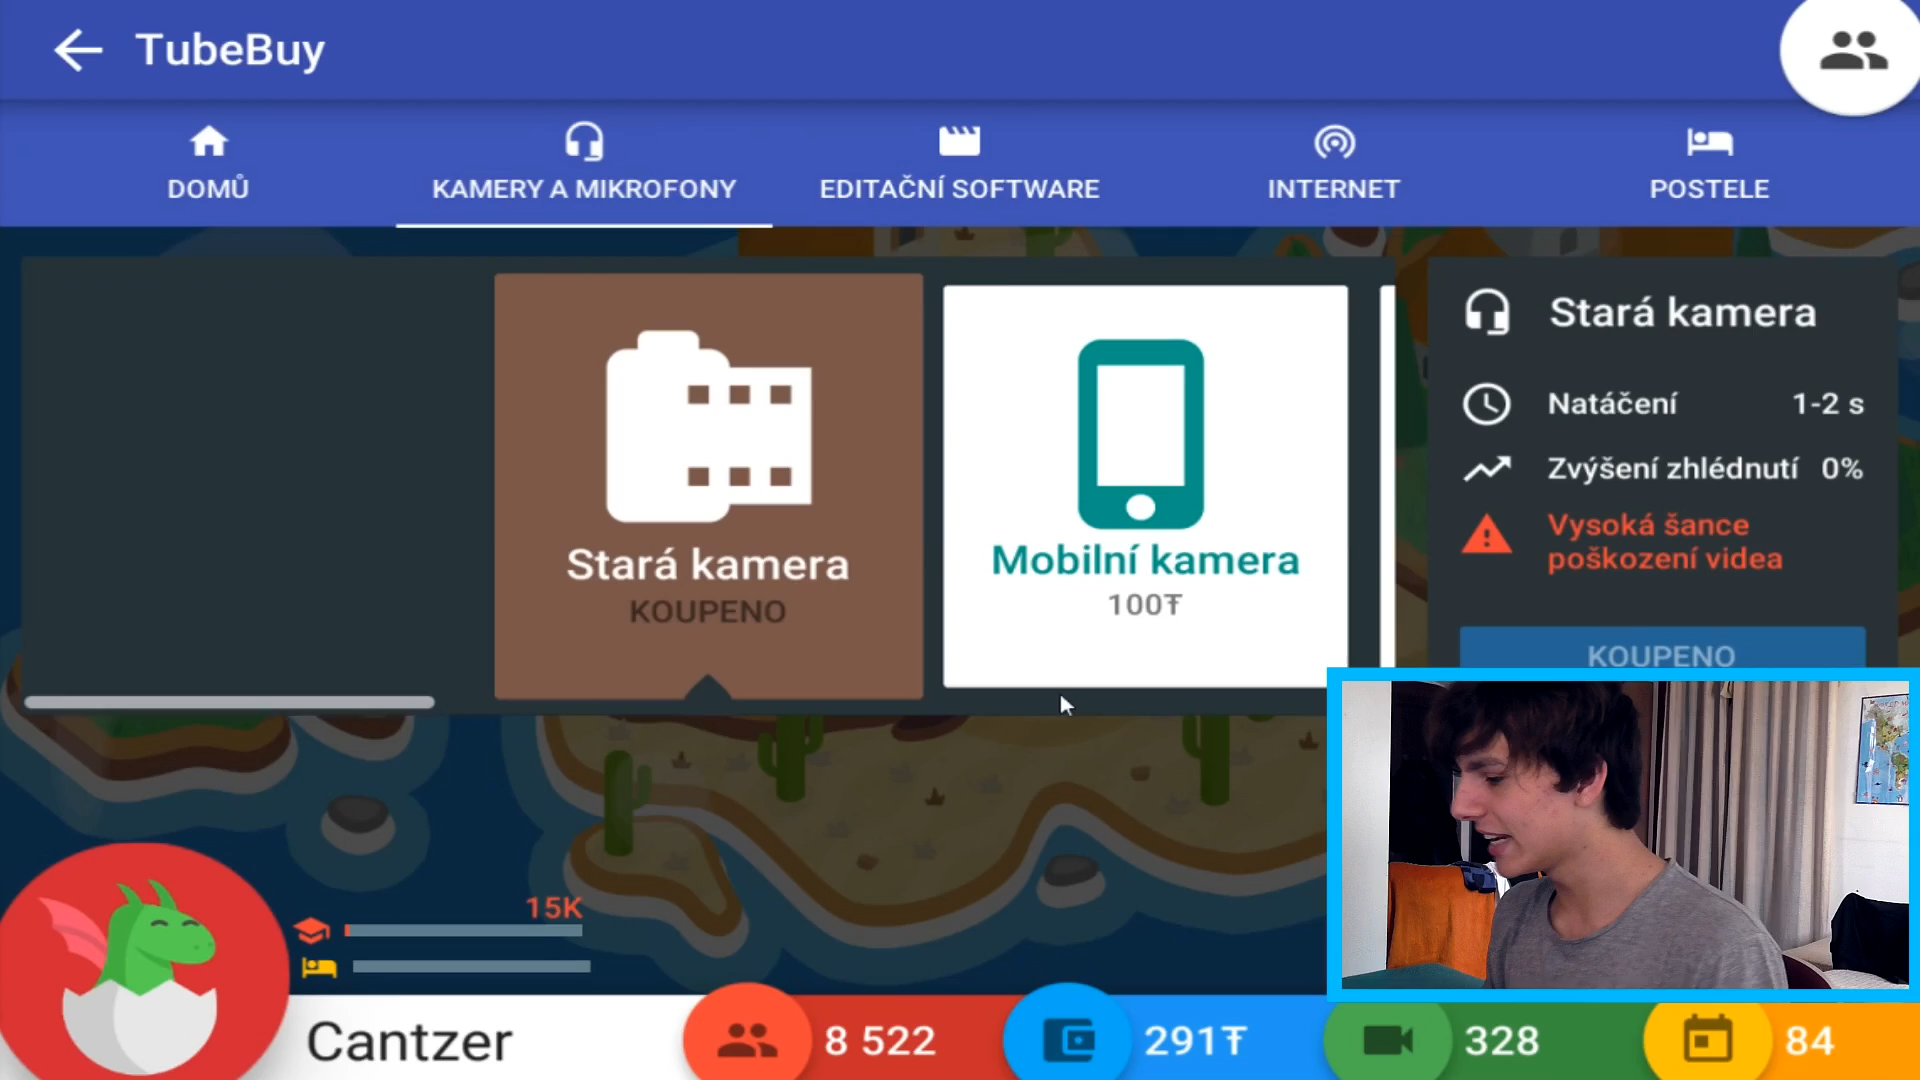 TubeBuy
DOMŮ
KAMERY A MIKROFONY
EDITAČNÍ SOFTWARE
INTERNET
POSTELE
Stará kamera
KOUPENO
Mobilní kamera
100Ŧ
Stará kamera
Natáčení 1-2 s
Zvýšení zhlédnutí 0%
Vysoká šance
poškození videa
KOUPENO
15K
Cantzer
8 522
291Ŧ
328
84